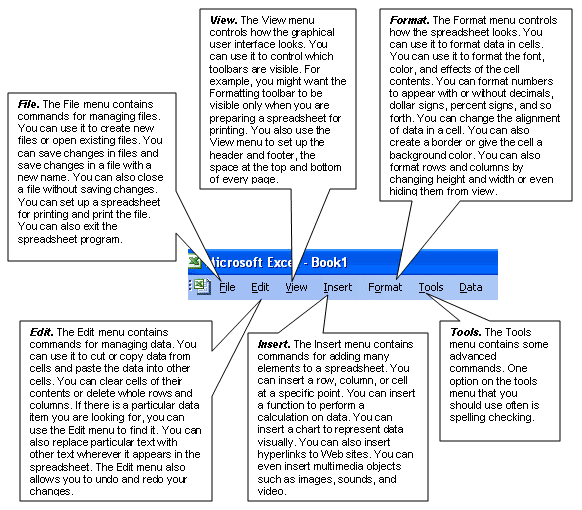 View. The View menu
controls how the graphical
user interface looks. You
can use it to control which
toolbars are visible. For
example, you might want the
Formatting toolbar to be
visible only when you are
preparing a spreadsheet for
printing. You also use the
View menu to set up the
header and footer, the
space at the top and bottom
of every page.
Format. The Format menu controls
how the spreadsheet looks. You
can use it to format data in cells.
You can use it to format the font,
color, and effects of the cell
contents. You can format numbers
to appear with or without decimals,
dollar signs, percent signs, and so
forth. You can change the alignment
of data in a cell. You can also
create a border or give the cell a
background color. You can also
format rows and columns by
changing height and width or even
hiding them from view.
File. The File menu contains
commands for managing files.
You can use it to create new
files or open existing files. You
can save changes in files and
save changes in a file with a
new name. You can also close
a file without saving changes.
You can set up a spreadsheet
for printing and print the file.
You can also exit the
spreadsheet program.
Microsoft Excel - Book1
File Edit View Insert Format Tools Data
Edit. The Edit menu contains
commands for managing data. You
can use it to cut or copy data from
cells and paste the data into other
cells. You can clear cells of their
contents or delete whole rows and
columns. If there is a particular data
item you are looking for, you can
use the Edit menu to find it. You can
also replace particular text with
other text wherever it appears in the
spreadsheet. The Edit menu also
allows you to undo and redo your
changes.
Insert. The Insert menu contains
commands for adding many
elements to a spreadsheet. You
can insert a row, column, or cell
at a specific point. You can insert
a function to perform a
calculation on data. You can
insert a chart to represent data
visually. You can also insert
hyperlinks to Web sites. You can
even insert multimedia objects
such as images, sounds, and
video.
Tools. The Tools
menu contains some
advanced
commands. One
option on the tools
menu that you
should use often is
spelling checking.